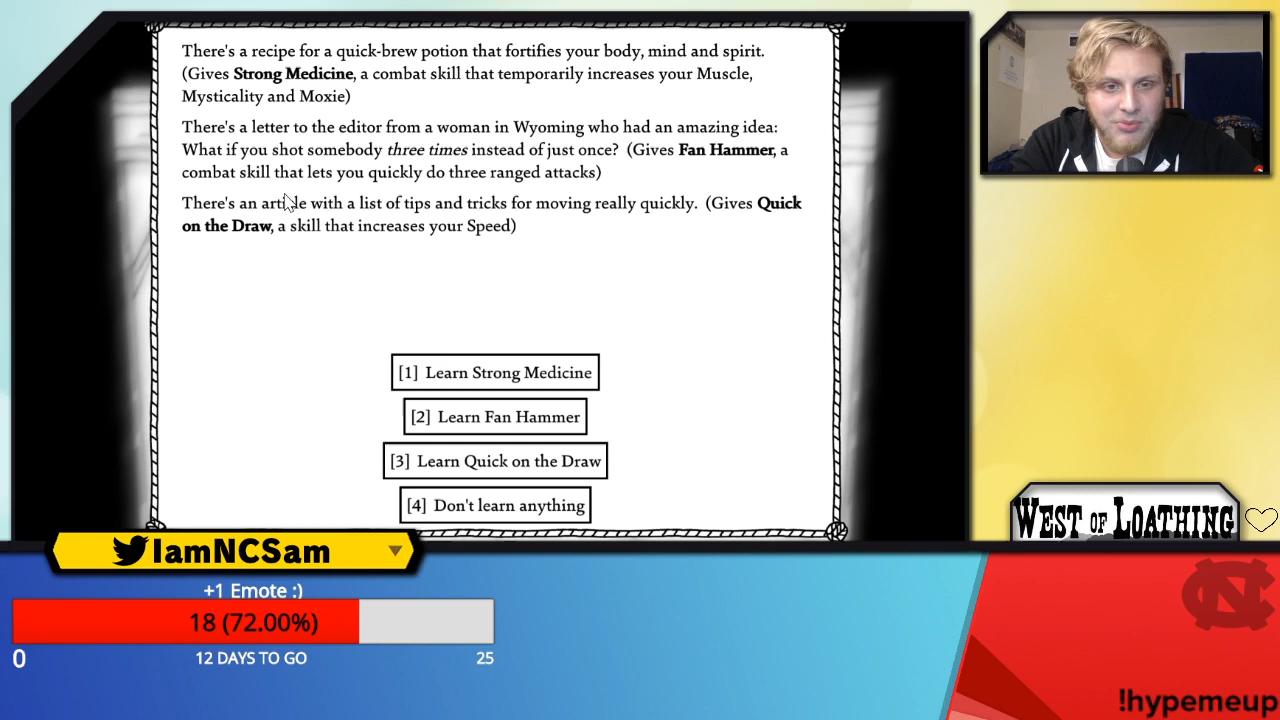 There's a recipe for a quick-brew potion that fortifies your body, mind and spirit.
(Gives Strong Medicine, a combat skill that temporarily increases your Muscle,
Mysticality and Moxie)
There's a letter to the editor from a woman in Wyoming who had an amazing idea:
What if you shot somebody three times instead of just once? (Gives Fan Hammer, a
combat skill that lets you quickly do three ranged attacks)
There's an article with a list of tips and tricks for moving really quickly. (Gives Quick
on the Draw, a skill that increases your Speed)
[1] Learn Strong Medicine
[2] Learn Fan Hammer
[3] Learn Quick on the Draw
[4] Don't learn anything
WEST OF LOATHING
IamNCSam
+1 Emote :)
18 (72.00%)
0
12 DAYS TO GO
25
NC
!hypemeup